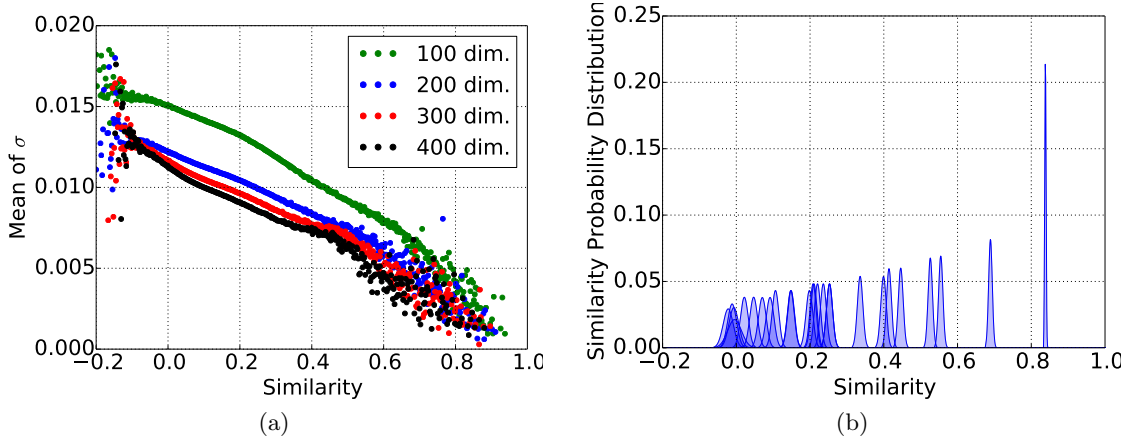 0.020
0.015
0.010
0.005
0.000
Mean of σ
100 dim.
200 dim.
300 dim.
400 dim.
−0.2 0.0 0.2 0.4 0.6 0.8 1.0
Similarity
(a)
0.25
0.20
0.15
0.10
0.05
0.00
Similarity Probability Distribution
−0.2 0.0 0.2 0.4 0.6 0.8 1.0
Similarity
(b)